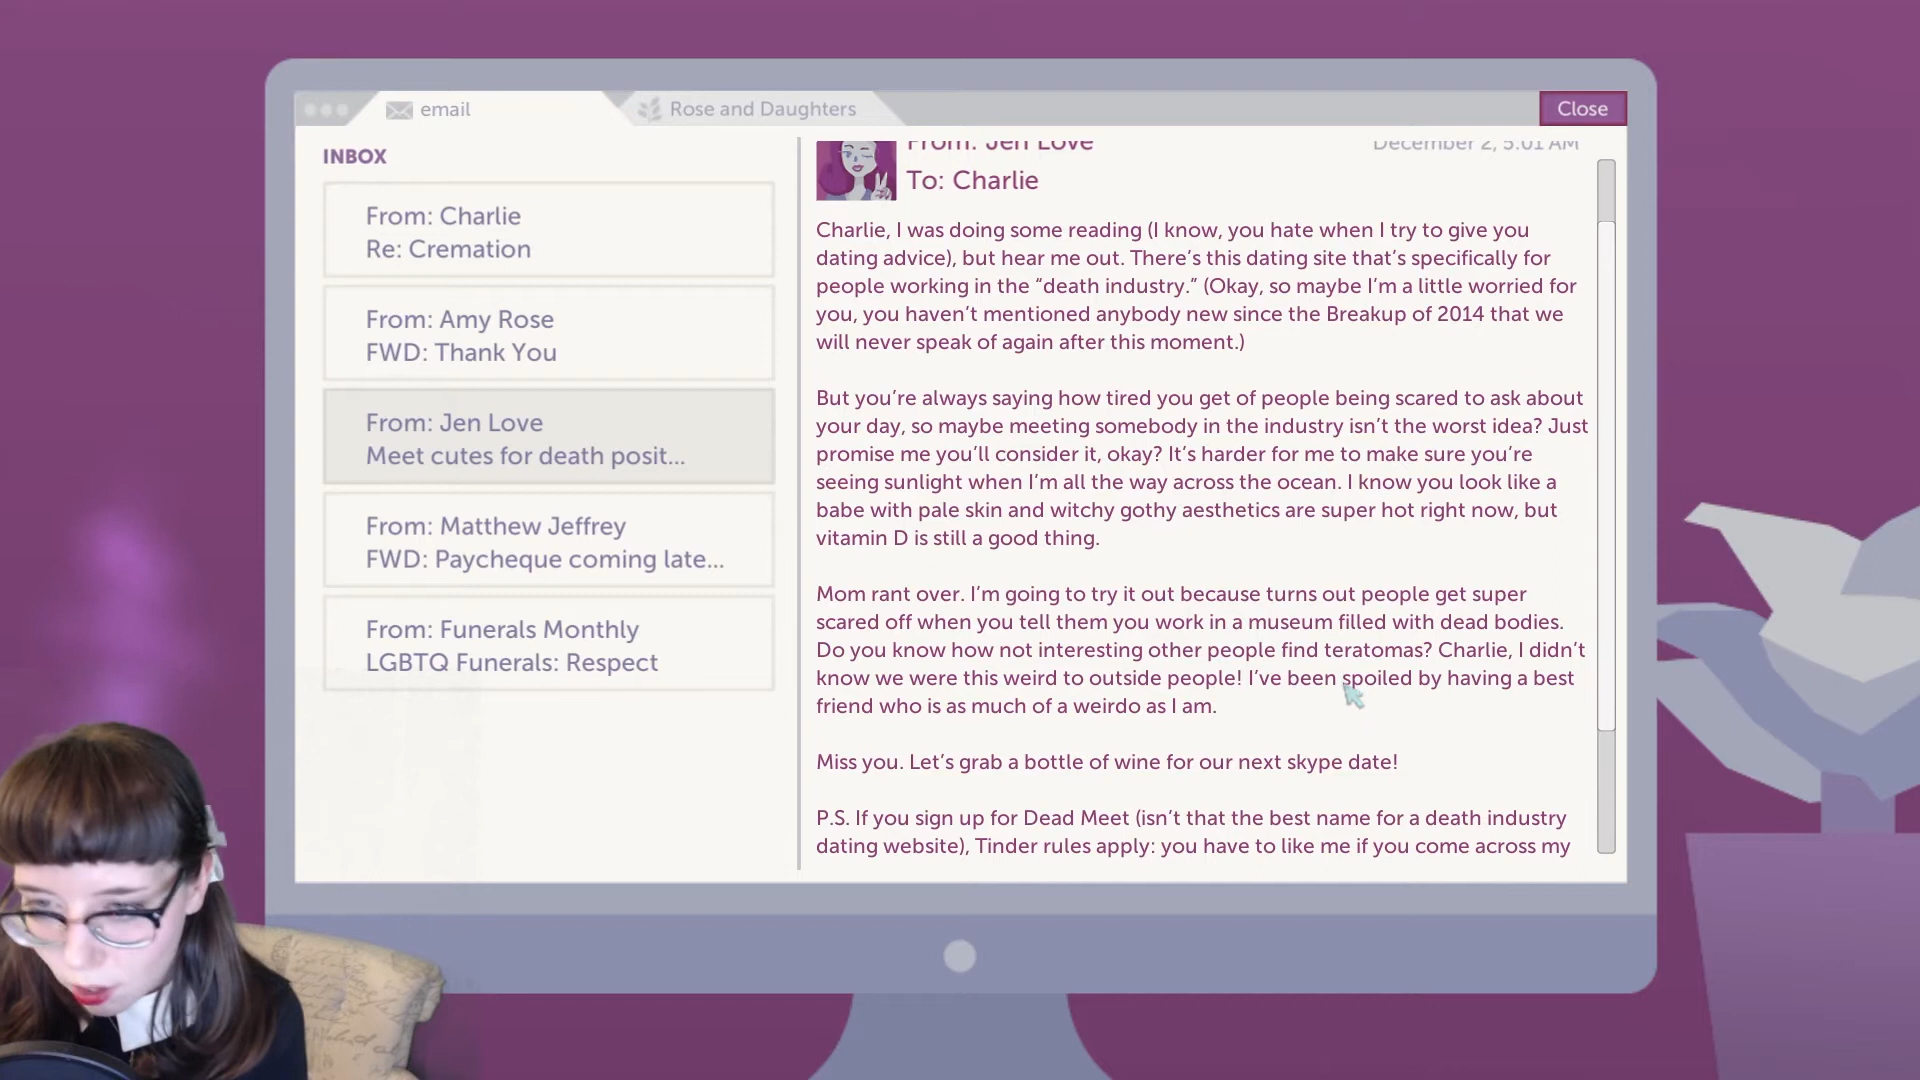 email
Rose and Daughters
Close
INBOX
From: Charlie
Re: Cremation
From: Amy Rose
FWD: Thank You
From: Jen Love
Meet cutes for death posit...
From: Matthew Jeffrey
FWD: Paycheque coming late...
From: Funerals Monthly
LGBTQ Funerals: Respect
From: Jen Love
December 2, 5:01 AM
To: Charlie
Charlie, I was doing some reading (I know, you hate when I try to give you
dating advice), but hear me out. There’s this dating site that’s specifically for
people working in the “death industry.” (Okay, so maybe I’m a little worried for
you, you haven’t mentioned anybody new since the Breakup of 2014 that we
will never speak of again after this moment.)
But you’re always saying how tired you get of people being scared to ask about
your day, so maybe meeting somebody in the industry isn’t the worst idea? Just
promise me you’ll consider it, okay? It’s harder for me to make sure you’re
seeing sunlight when I’m all the way across the ocean. I know you look like a
babe with pale skin and witchy gothy aesthetics are super hot right now, but
vitamin D is still a good thing.
Mom rant over. I’m going to try it out because turns out people get super
scared off when you tell them you work in a museum filled with dead bodies.
Do you know how not interesting other people find teratomas? Charlie, I didn’t
know we were this weird to outside people! I’ve been spoiled by having a best
friend who is as much of a weirdo as I am.
Miss you. Let’s grab a bottle of wine for our next skype date!
P.S. If you sign up for Dead Meet (isn’t that the best name for a death industry
dating website), Tinder rules apply: you have to like me if you come across my